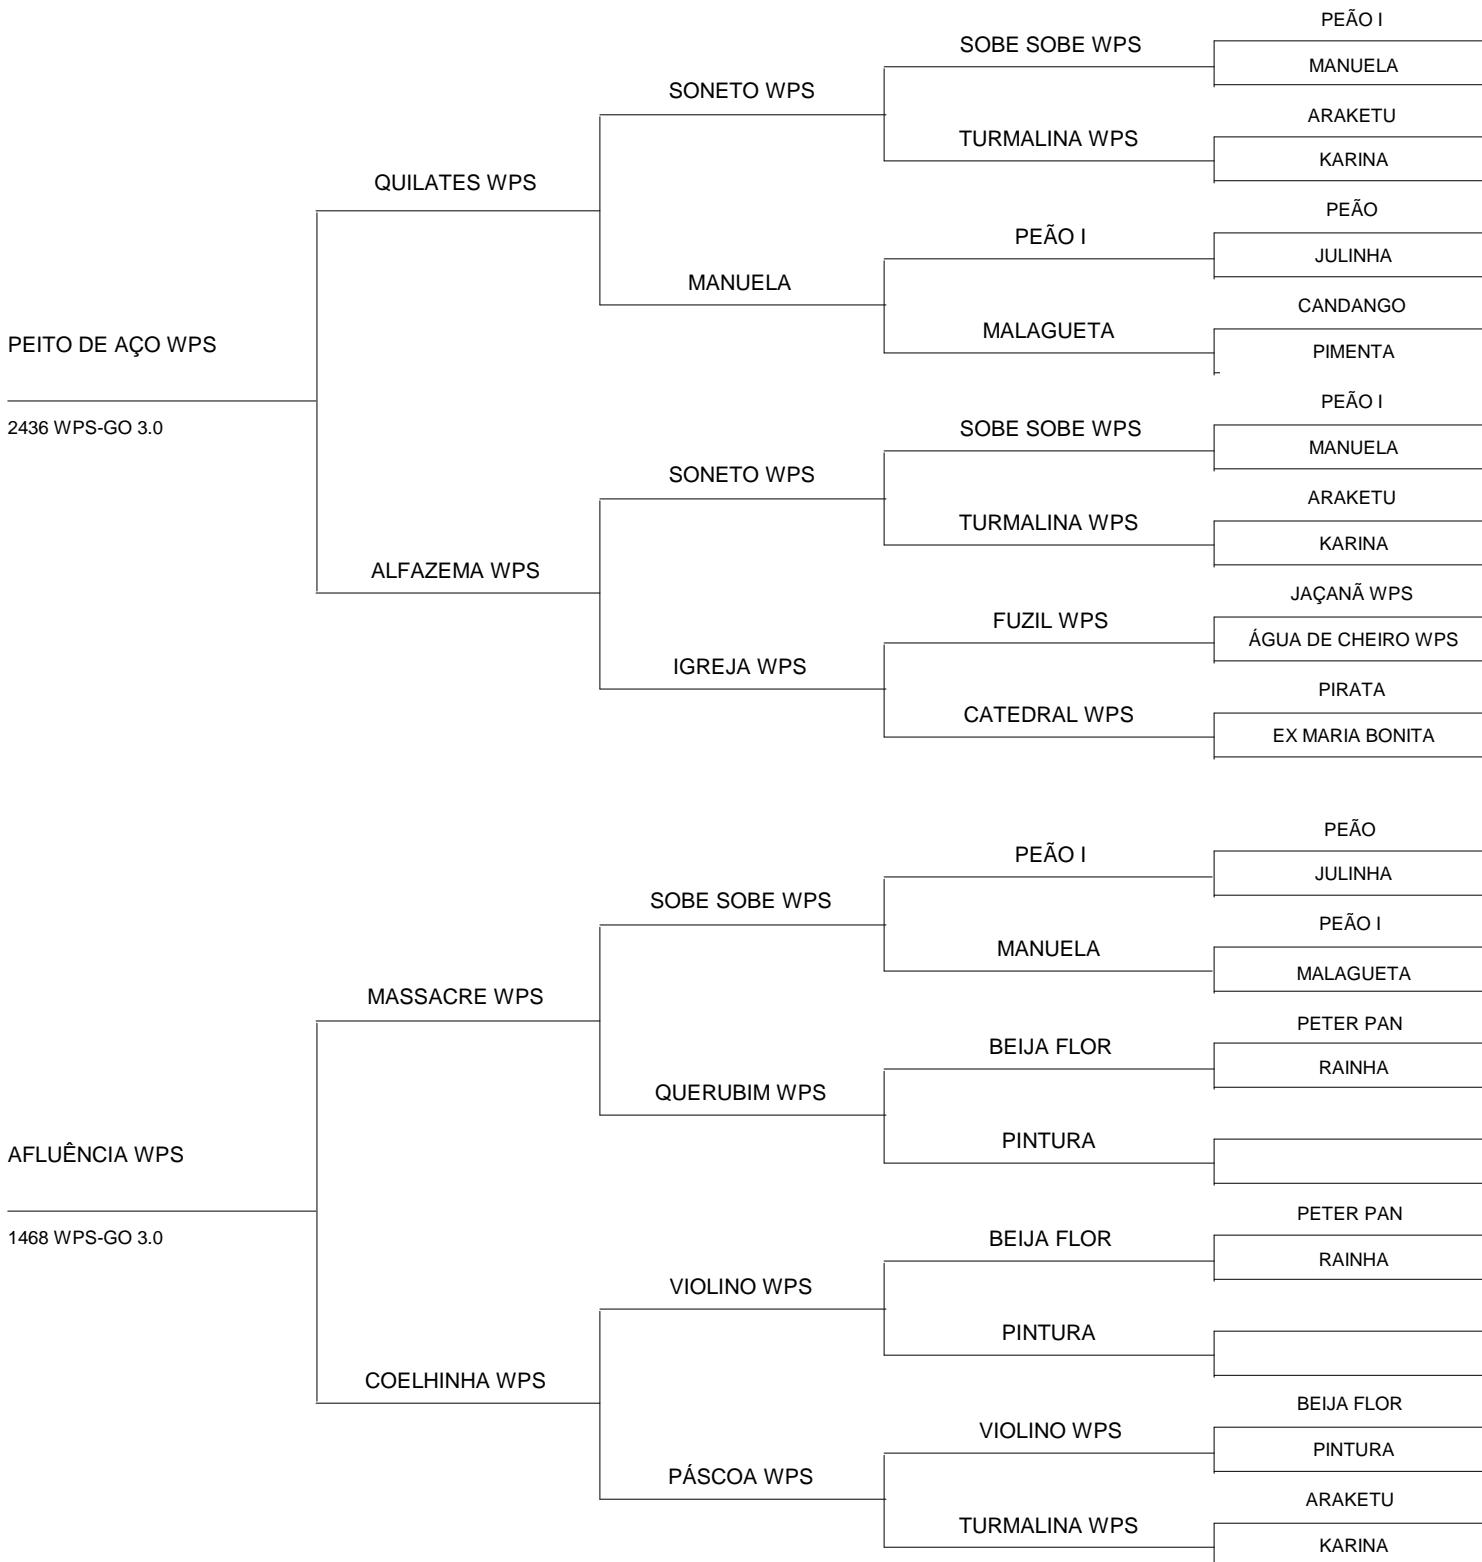 PEÃO I
SOBE SOBE WPS
MANUELA
SONETO WPS
ARAKETU
TURMALINA WPS
KARINA
QUILATES WPS
PEÃO
PEÃO I
JULINHA
MANUELA
CANDANGO
MALAGUETA
PIMENTA
PEITO DE AÇO WPS
2436 WPS-GO 3.0
PEÃO I
SOBE SOBE WPS
MANUELA
SONETO WPS
ARAKETU
TURMALINA WPS
KARINA
ALFAZEMA WPS
JAÇANÃ WPS
FUZIL WPS
ÁGUA DE CHEIRO WPS
IGREJA WPS
PIRATA
CATEDRAL WPS
EX MARIA BONITA
PEÃO
PEÃO I
JULINHA
SOBE SOBE WPS
PEÃO I
MANUELA
MALAGUETA
MASSACRE WPS
PETER PAN
BEIJA FLOR
RAINHA
QUERUBIM WPS
PINTURA
AFLUÊNCIA WPS
1468 WPS-GO 3.0
PETER PAN
BEIJA FLOR
RAINHA
VIOLINO WPS
PINTURA
COELHINHA WPS
BEIJA FLOR
VIOLINO WPS
PINTURA
PÁSCOA WPS
ARAKETU
TURMALINA WPS
KARINA